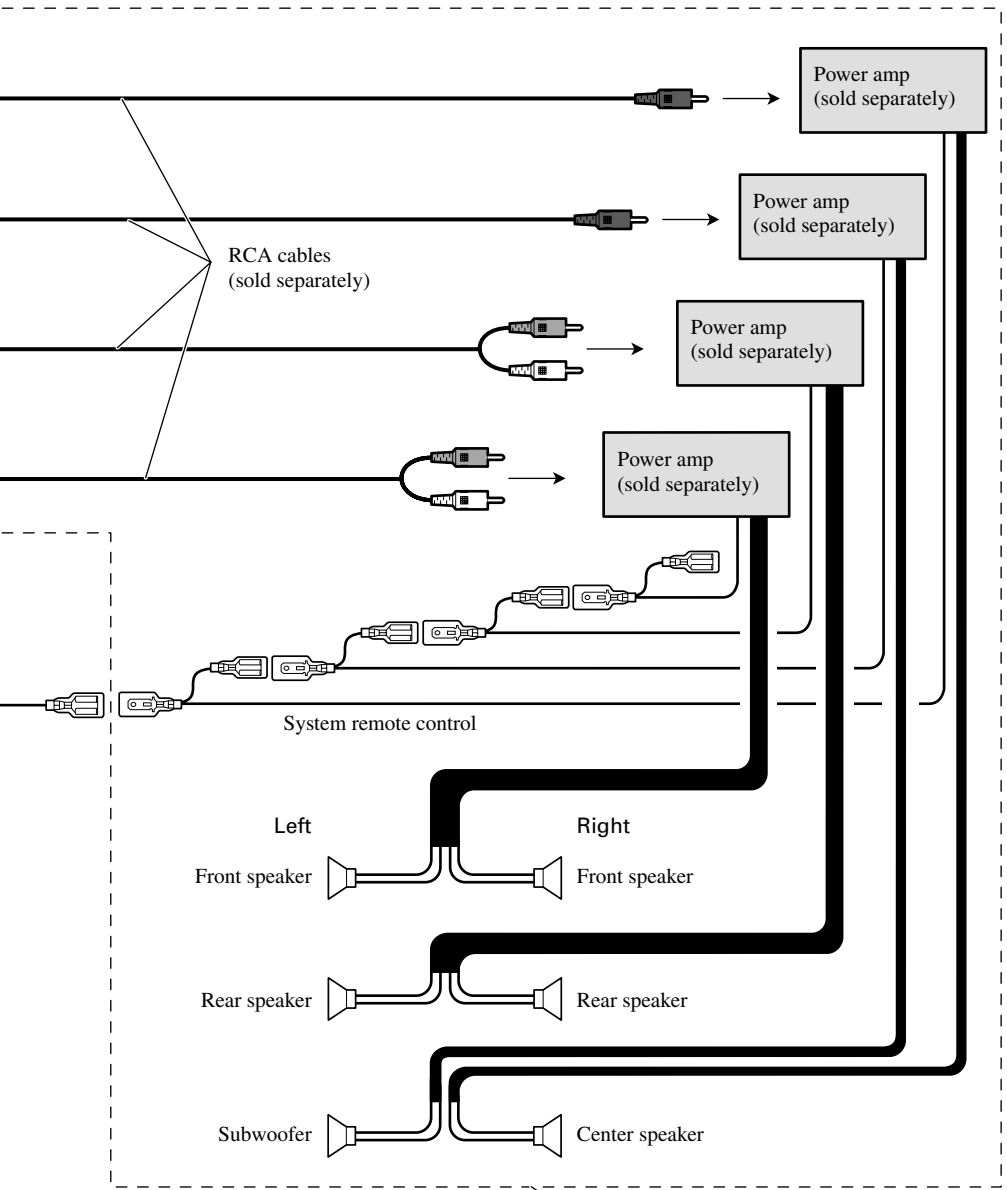 Power amp
(sold separately)
Power amp
(sold separately)
RCA cables
(sold separately)
Power amp
(sold separately)
Power amp
(sold separately)
System remote control
Left
Right
Front speaker
Front speaker
Rear speaker
Rear speaker
Subwoofer
Center speaker